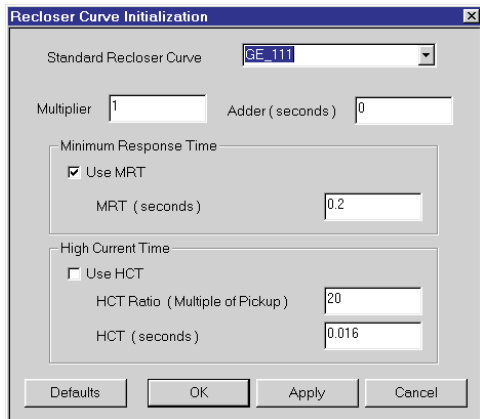 Recloser Curve Initialization
Standard Recloser Curve GE_111
Multiplier 1 Adder ( seconds ) 0
Minimum Response Time
Use MRT
MRT ( seconds ) 0.2
High Current Time
Use HCT
HCT Ratio ( Multiple of Pickup ) 20
HCT ( seconds ) 0.016
Defaults OK Apply Cancel